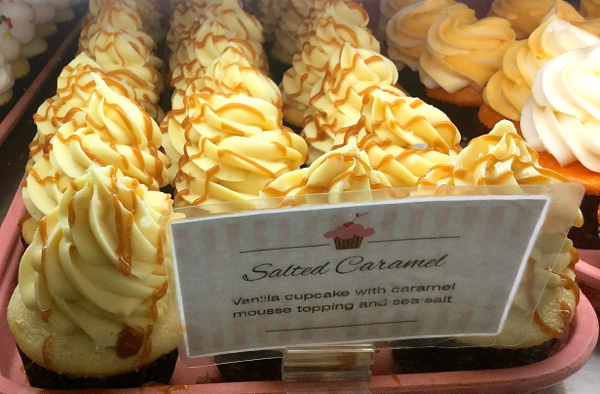 Salted Caramel
Vanilla cupcake with caramel
mousse topping and sea salt